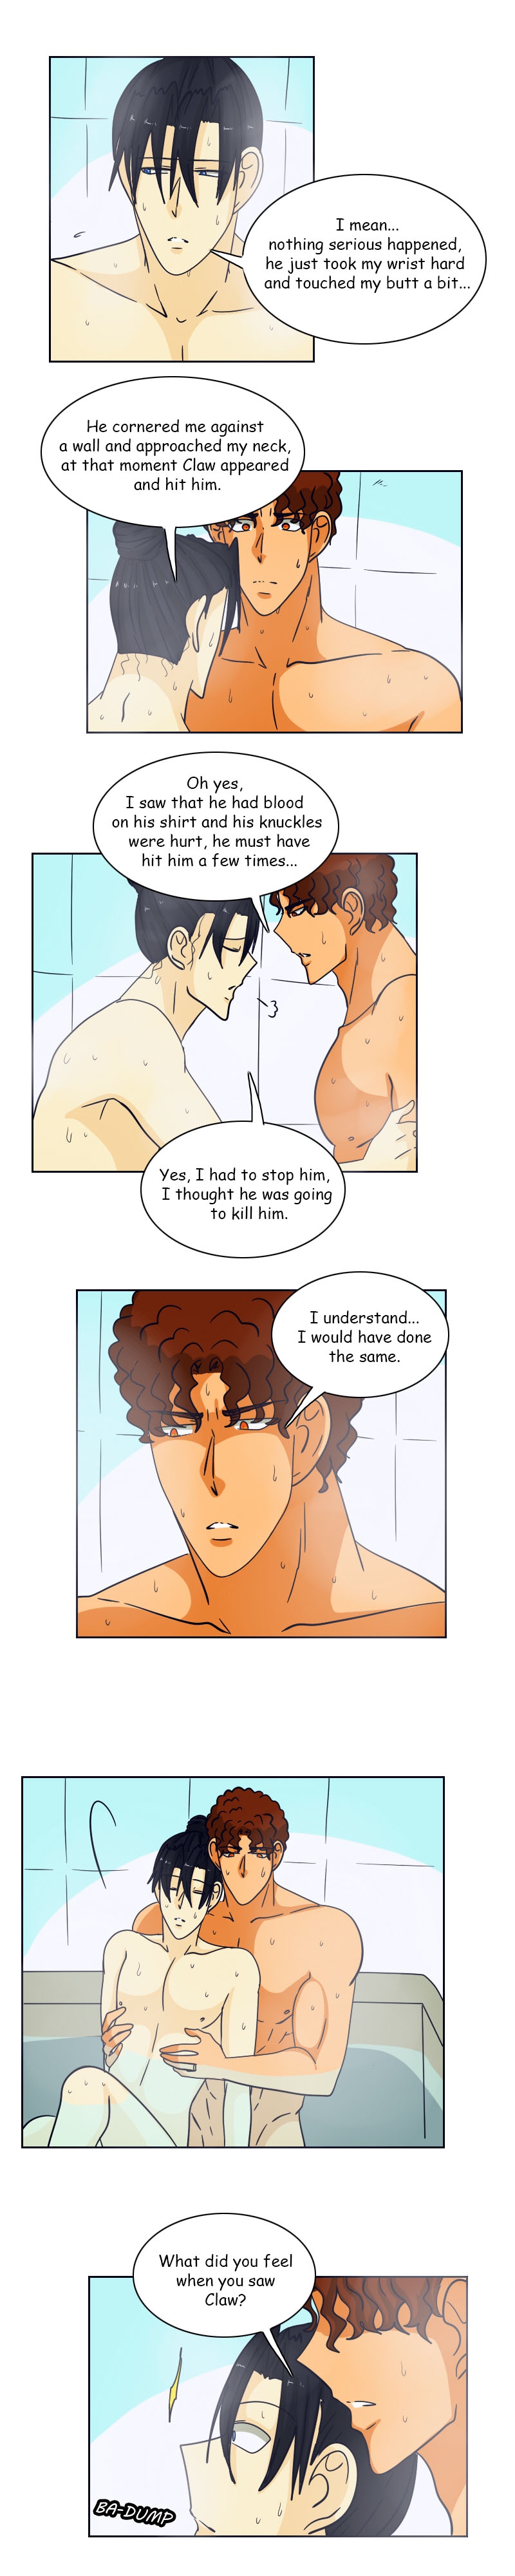 I mean...
nothing serious happened,
he just took my wrist hard
and touched my butt a bit...
He cornered me against
a wall and approached my neck,
at that moment Claw appeared
and hit him.
Oh yes,
I saw that he had blood
on his shirt and his knuckles
were hurt, he must have
hit him a few times...
Yes, I had to stop him,
I thought he was going
to kill him.
I understand...
I would have done
the same.
What did you feel
when you saw
Claw?
BA-DUMP